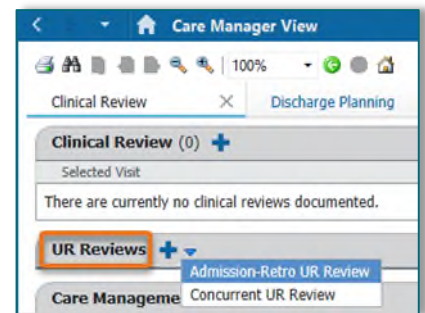 Care Manager View
100%
Clinical Review Discharge Planning
Clinical Review (0)
Selected Visit
There are currently no clinical reviews documented.
UR Reviews
Admission-Retro UR Review
Concurrent UR Review
Care Manageme